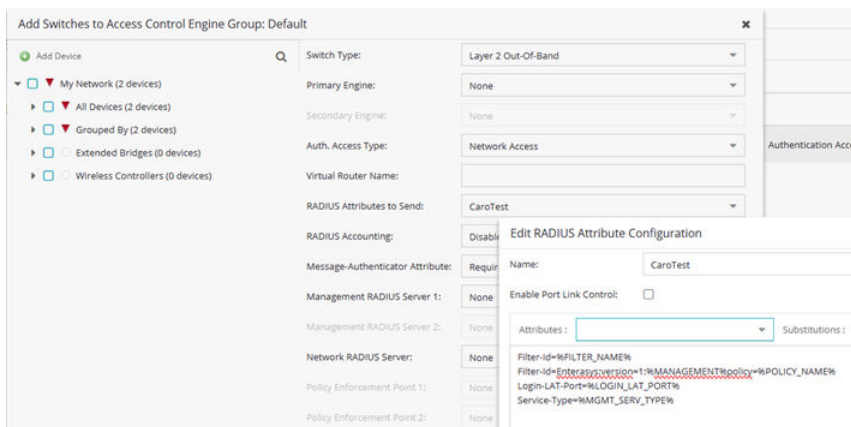 Add Switches to Access Control Engine Group: Default
Add Device
My Network (2 devices)
All Devices (2 devices)
Grouped By (2 devices)
Extended Bridges (0 devices)
Wireless Controllers (0 devices)
Switch Type: Layer 2 Out-Of-Band
Primary Engine: None
Secondary Engine: None
Auth. Access Type: Network Access
Virtual Router Name:
RADIUS Attributes to Send: CaroTest
RADIUS Accounting: Disable
Message-Authenticator Attribute: Requir
Management RADIUS Server 1: None
Management RADIUS Server 2: None
Network RADIUS Server: None
Policy Enforcement Point 1: None
Policy Enforcement Point 2: None
Authentication Acc
Edit RADIUS Attribute Configuration
Name: CaroTest
Enable Port Link Control:
Attributes : Substitutions :
Filter-Id=%FILTER_NAME%
Filter-Id=Enterasys:version=1:%MANAGEMENT%policy=%POLICY_NAME%
Login-LAT-Port=%LOGIN_LAT_PORT%
Service-Type=%MGMT_SERV_TYPE%